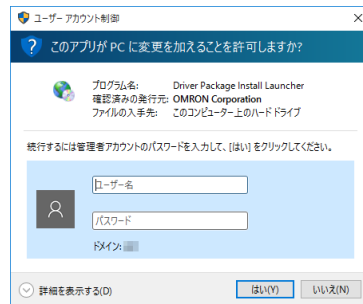 ユーザー アカウント制御
このアプリが PC に変更を加えることを許可しますか?
プログラム名: Driver Package Install Launcher
確認済みの発行元: OMRON Corporation
ファイルの入手先: このコンピューター上のハード ドライブ
続行するには管理者アカウントのパスワードを入力して、[はい] をクリックしてください。
ユーザー名
パスワード
ドメイン:
詳細を表示する(D)
はい(Y)
いいえ(N)